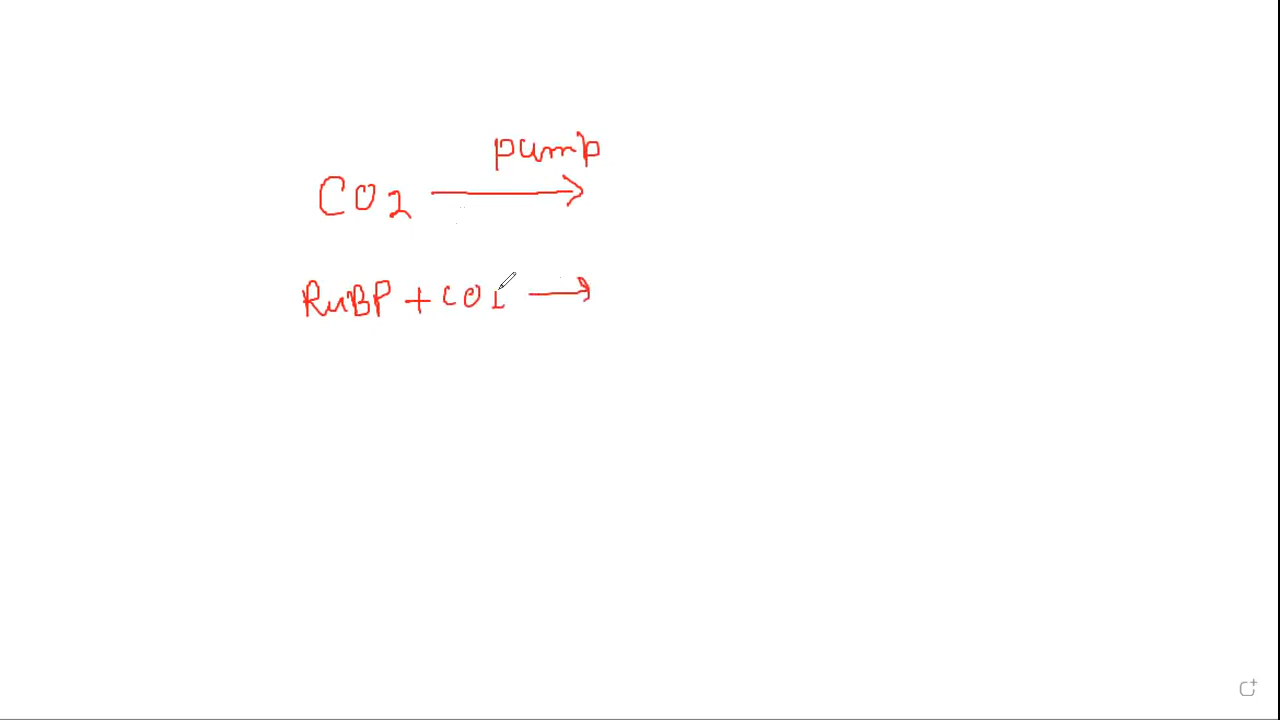 pump
CO2 →
RuBP + CO2 →